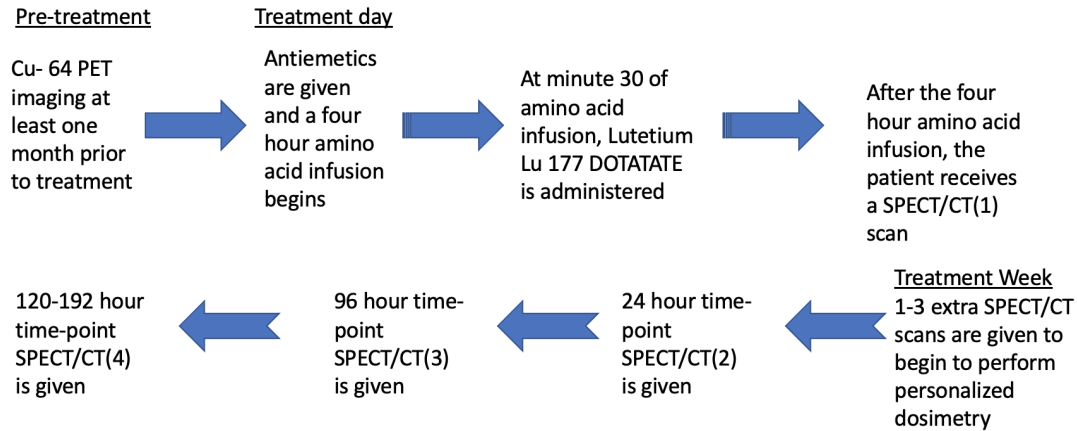 Pre-treatment
Cu- 64 PET
imaging at
least one
month prior
to treatment
Treatment day
Antiemetics
are given
and a four
hour amino
acid infusion
begins
At minute 30 of
amino acid
infusion, Lutetium
Lu 177 DOTATATE
is administered
After the four
hour amino acid
infusion, the
patient receives
a SPECT/CT(1)
scan
Treatment Week
1-3 extra SPECT/CT
scans are given to
begin to perform
personalized
dosimetry
24 hour time-
point
SPECT/CT(2)
is given
96 hour time-
point
SPECT/CT(3)
is given
120-192 hour
time-point
SPECT/CT(4)
is given